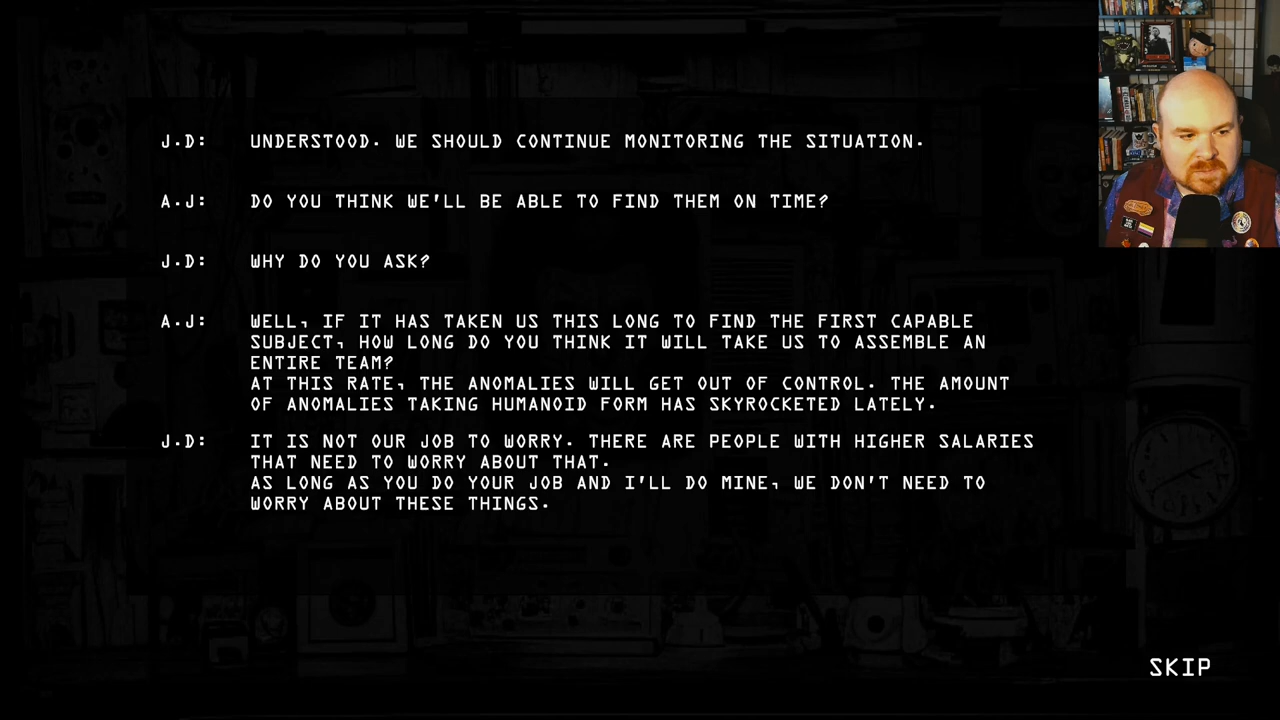 J.D: UNDERSTOOD. WE SHOULD CONTINUE MONITORING THE SITUATION.
A.J: DO YOU THINK WE'LL BE ABLE TO FIND THEM ON TIME?
J.D: WHY DO YOU ASK?
A.J: WELL, IF IT HAS TAKEN US THIS LONG TO FIND THE FIRST CAPABLE
SUBJECT, HOW LONG DO YOU THINK IT WILL TAKE US TO ASSEMBLE AN
ENTIRE TEAM?
AT THIS RATE, THE ANOMALIES WILL GET OUT OF CONTROL. THE AMOUNT
OF ANOMALIES TAKING HUMANOID FORM HAS SKYROCKETED LATELY.
J.D: IT IS NOT OUR JOB TO WORRY. THERE ARE PEOPLE WITH HIGHER SALARIES
THAT NEED TO WORRY ABOUT THAT.
AS LONG AS YOU DO YOUR JOB AND I'LL DO MINE, WE DON'T NEED TO
WORRY ABOUT THESE THINGS.
SKIP